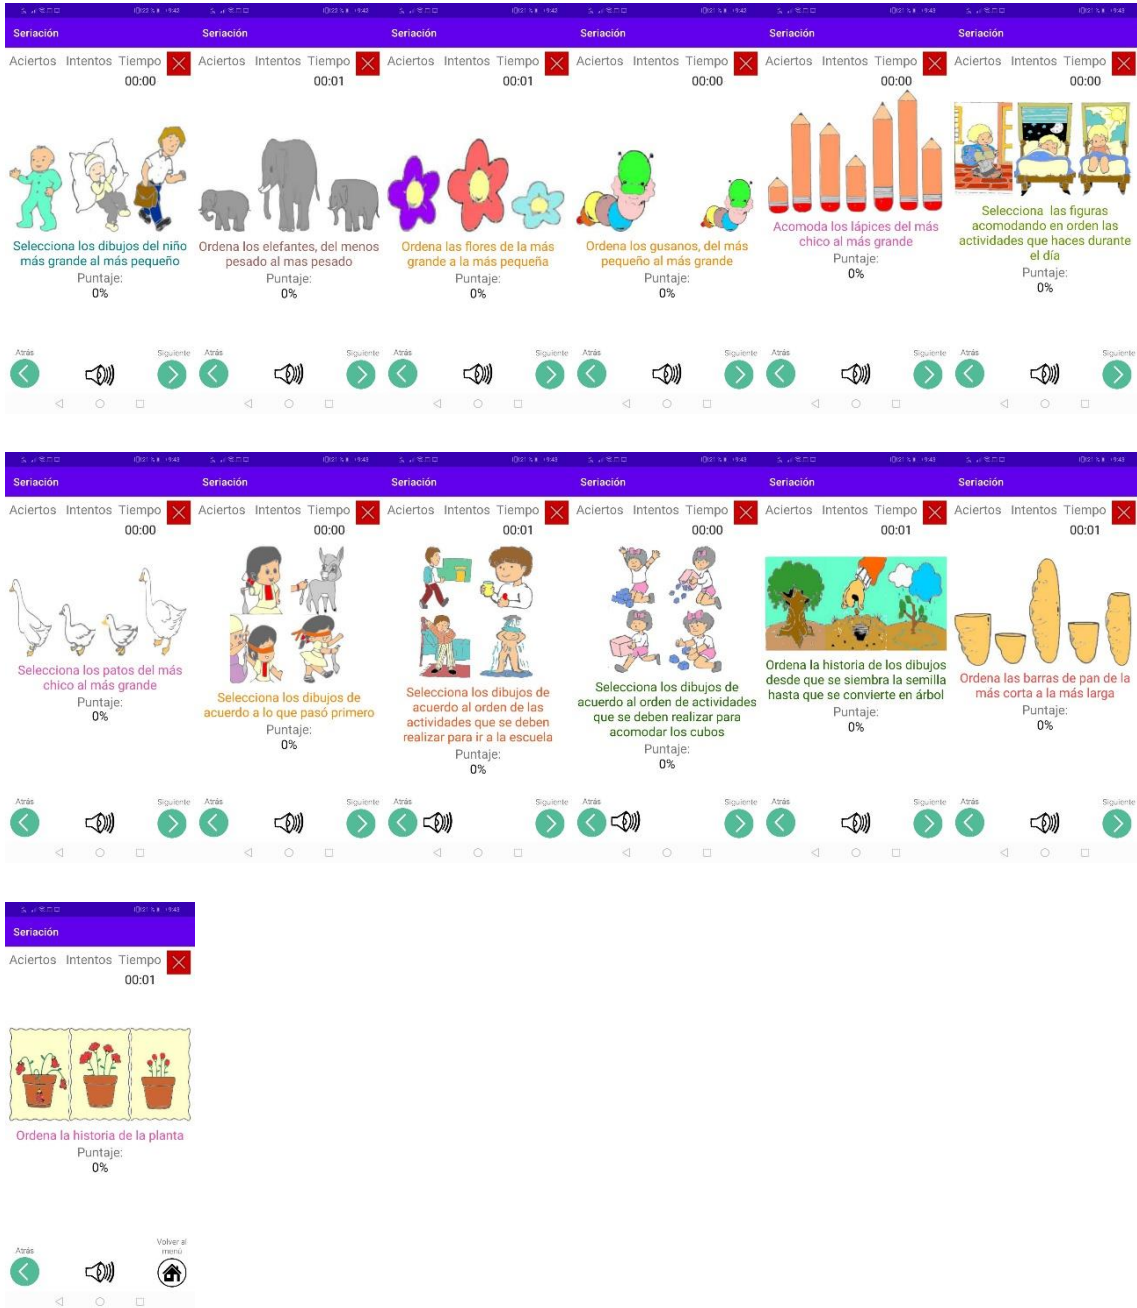 Seriación
Aciertos Intentos Tiempo
00:00
Selecciona los dibujos del niño
más grande al más pequeño
Puntaje:
0%
Atrás
Siguiente
Seriación
Aciertos Intentos Tiempo
00:01
Ordena los elefantes, del menos
pesado al mas pesado
Puntaje:
0%
Atrás
Siguiente
Seriación
Aciertos Intentos Tiempo
00:01
Ordena las flores de la más
grande a la más pequeña
Puntaje:
0%
Atrás
Siguiente
Seriación
Aciertos Intentos Tiempo
00:00
Ordena los gusanos, del más
pequeño al más grande
Puntaje:
0%
Atrás
Siguiente
Seriación
Aciertos Intentos Tiempo
00:00
Acomoda los lápices del más
chico al más grande
Puntaje:
0%
Atrás
Siguiente
Seriación
Aciertos Intentos Tiempo
00:00
Selecciona las figuras
acomodando en orden las
actividades que haces durante
el día
Puntaje:
0%
Atrás
Siguiente
Seriación
Aciertos Intentos Tiempo
00:00
Selecciona los patos del más
chico al más grande
Puntaje:
0%
Atrás
Siguiente
Seriación
Aciertos Intentos Tiempo
00:00
Selecciona los dibujos de
acuerdo a lo que pasó primero
Puntaje:
0%
Atrás
Siguiente
Seriación
Aciertos Intentos Tiempo
00:01
Selecciona los dibujos de
acuerdo al orden de las
actividades que se deben
realizar para ir a la escuela
Puntaje:
0%
Atrás
Siguiente
Seriación
Aciertos Intentos Tiempo
00:00
Selecciona los dibujos de
acuerdo al orden de actividades
que se deben realizar para
acomodar los cubos
Puntaje:
0%
Atrás
Siguiente
Seriación
Aciertos Intentos Tiempo
00:01
Ordena la historia de los dibujos
desde que se siembra la semilla
hasta que se convierte en árbol
Puntaje:
0%
Atrás
Siguiente
Seriación
Aciertos Intentos Tiempo
00:01
Ordena las barras de pan de la
más corta a la más larga
Puntaje:
0%
Atrás
Siguiente
Seriación
Aciertos Intentos Tiempo
00:01
Ordena la historia de la planta
Puntaje:
0%
Atrás
Volver al
menú